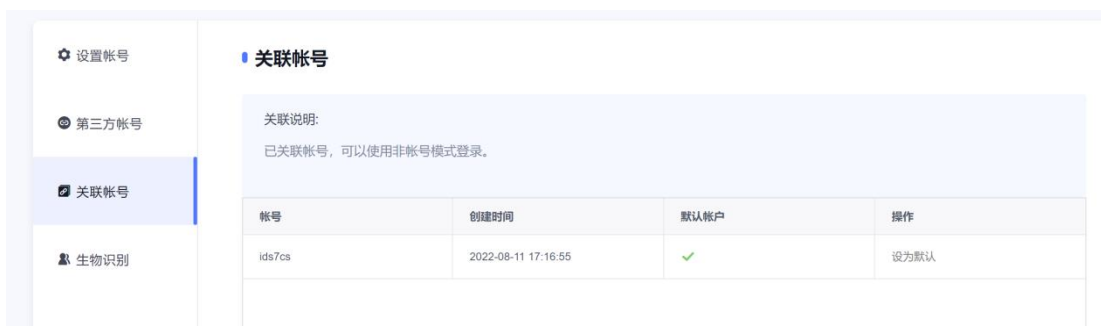 设置帐号
第三方帐号
关联帐号
生物识别
关联帐号
关联说明:
已关联帐号，可以使用非帐号模式登录。
帐号 创建时间 默认帐户 操作
ids7cs 2022-08-11 17:16:55 设为默认